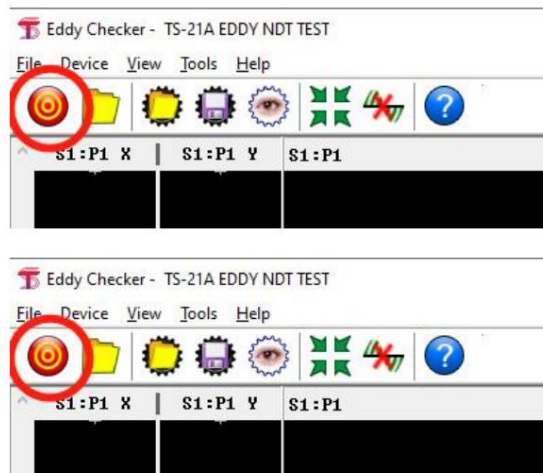 Eddy Checker - TS-21A EDDY NDT TEST
File Device View Tools Help
S1:P1 X S1:P1 Y S1:P1
Eddy Checker - TS-21A EDDY NDT TEST
File Device View Tools Help
S1:P1 X S1:P1 Y S1:P1